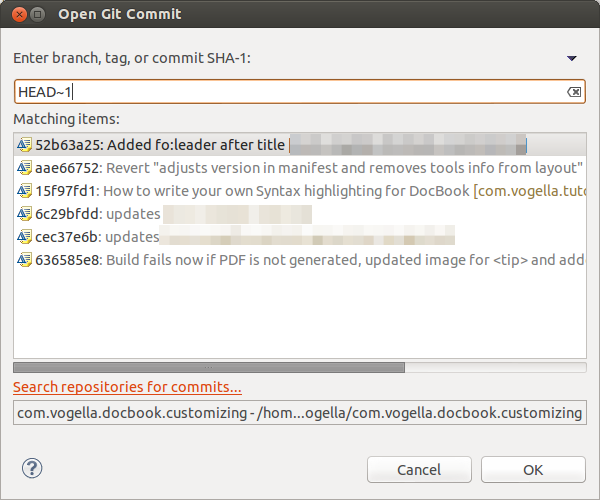 Open Git Commit
Enter branch, tag, or commit SHA-1:
HEAD~1
Matching items:
52b63a25: Added fo:leader after title
aae66752: Revert "adjusts version in manifest and removes tools info from layout"
15f97fd1: How to write your own Syntax highlighting for DocBook [com.vogella.tuto
6c29bfdd: updates
cec37e6b: updates
636585e8: Build fails now if PDF is not generated, updated image for <tip> and adde
Search repositories for commits...
com.vogella.docbook.customizing - /hom...ogella/com.vogella.docbook.customizing
?
Cancel
OK